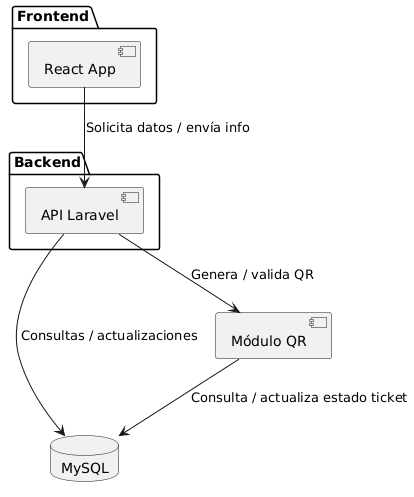 Frontend
React App
Solicita datos / envía info
Backend
API Laravel
Genera / valida QR
Consultas / actualizaciones
Módulo QR
Consulta / actualiza estado ticket
MySQL